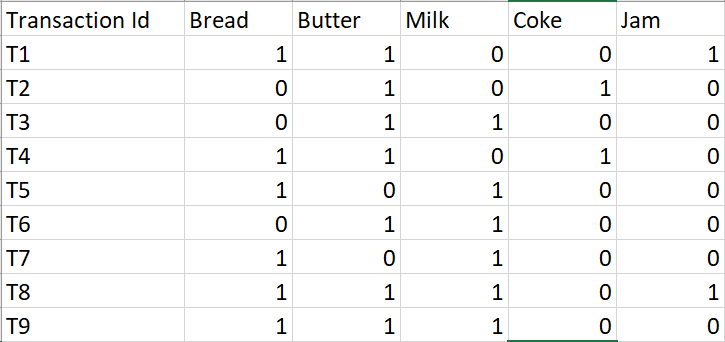 Transaction Id Bread Butter Milk Coke Jam
T1 1 1 0 0 1
T2 0 1 0 1 0
T3 0 1 1 0 0
T4 1 1 0 1 0
T5 1 0 1 0 0
T6 0 1 1 0 0
T7 1 0 1 0 0
T8 1 1 1 0 1
T9 1 1 1 0 0